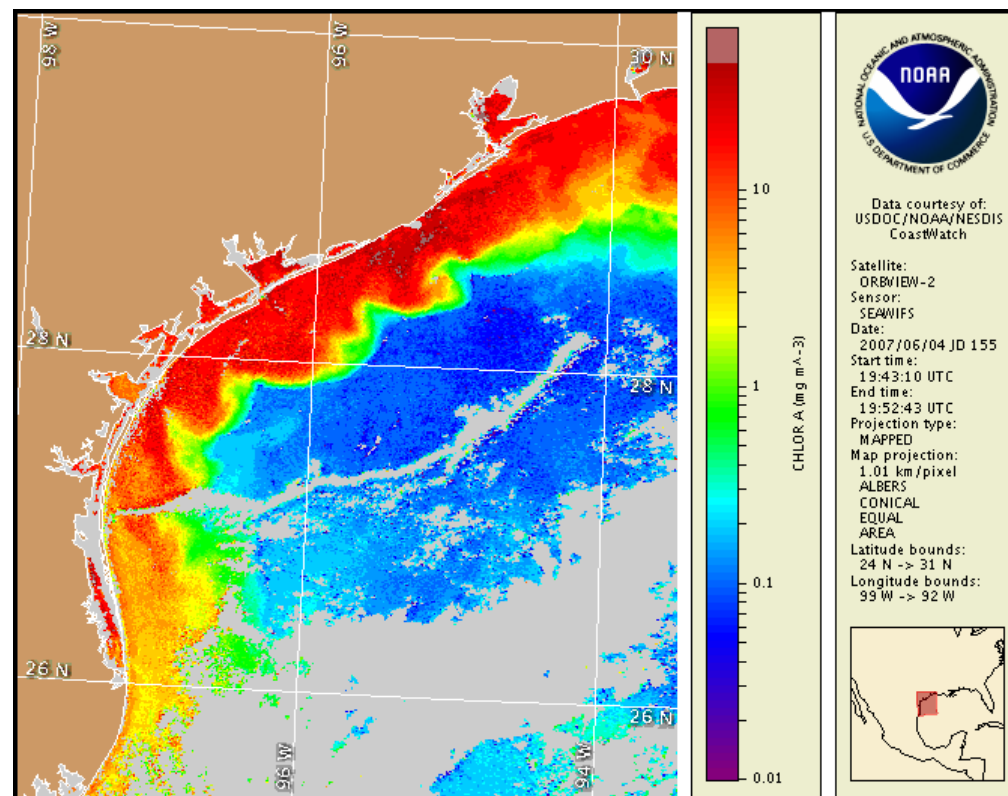 98 W
96 W
30 N
28 N
28 N
26 N
26 N
96 W
94 W
10
1
0.1
0.01
CHLOR A (mg m^-3)
NATIONAL OCEANIC AND ATMOSPHERIC ADMINISTRATION
NOAA
U.S. DEPARTMENT OF COMMERCE
Data courtesy of:
USDOC/NOAA/NESDIS
CoastWatch
Satellite:
ORBVIEW-2
Sensor:
SEAWIFS
Date:
2007/06/04 JD 155
Start time:
19:43:10 UTC
End time:
19:52:43 UTC
Projection type:
MAPPED
Map projection:
1.01 km/pixel
ALBERS
CONICAL
EQUAL
AREA
Latitude bounds:
24 N -> 31 N
Longitude bounds:
99 W -> 92 W